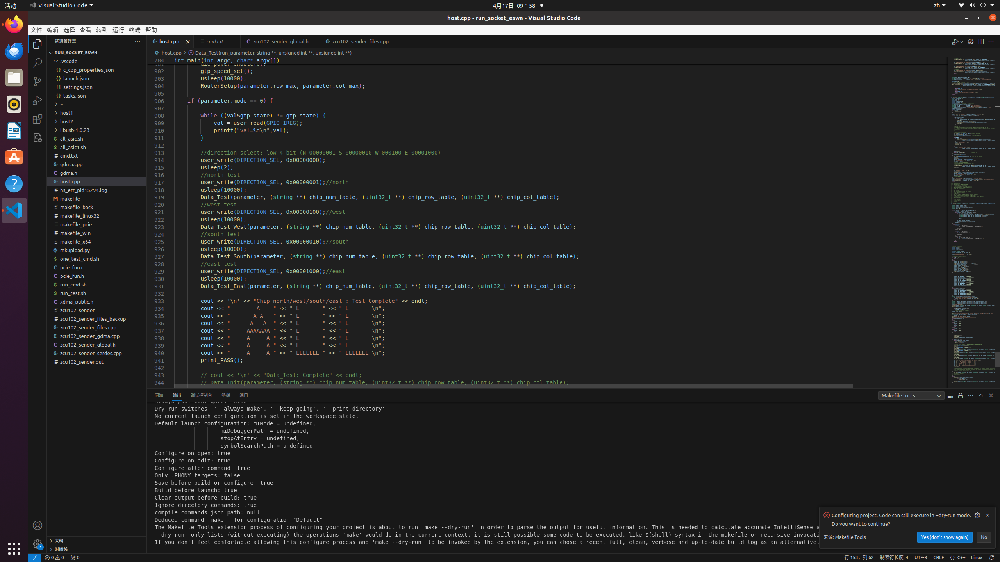 活动
Visual Studio Code
4月17日 09：58
zh
host.cpp - run_socket_eswn - Visual Studio Code
文件 编辑 选择 查看 转到 运行 终端 帮助
资源管理器
RUN_SOCKET_ESWN
.vscode
{} c_cpp_properties.json
{} launch.json
{} settings.json
{} tasks.json
~
host1
host2
libusb-1.0.23
$ all_asic.sh
$ all_asic1.sh
cmd.txt
gdma.cpp
C gdma.h
host.cpp
hs_err_pid15294.log
M makefile
makefile_back
makefile_linux32
makefile_pcie
makefile_win
makefile_x64
mkupload.py
$ one_test_cmd.sh
C pcie_fun.c
C pcie_fun.h
$ run_cmd.sh
$ run_test.sh
C xdma_public.h
zcu102_sender
zcu102_sender_files_backup
zcu102_sender_files.cpp
zcu102_sender_gdma.cpp
C zcu102_sender_global.h
zcu102_sender_serdes.cpp
zcu102_sender.out
大纲
时间线
host.cpp
cmd.txt
C zcu102_sender_global.h
zcu102_sender_files.cpp
host.cpp > Data_Test(run_parameter, string **, unsigned int **, unsigned int **)
784 int main(int argc, char* argv[])
902 gtp_speed_set();
903 usleep(10000);
904 RouterSetup(parameter.row_max, parameter.col_max);
905
906 if (parameter.mode == 0) {
907
908 while ((val&gtp_state) != gtp_state) {
909 val = user_read(GPIO_IREG);
910 printf("val=%d\n",val);
911 }
912
913 //direction select: low 4 bit (N 00000001-S 00000010-W 000100-E 00001000)
914 user_write(DIRECTION_SEL, 0x00000000);
915 usleep(2);
916 //north test
917 user_write(DIRECTION_SEL, 0x00000001);//north
918 usleep(10000);
919 Data_Test(parameter, (string **) chip_num_table, (uint32_t **) chip_row_table, (uint32_t **) chip_col_table);
920 //west test
921 user_write(DIRECTION_SEL, 0x00000100);//west
922 usleep(10000);
923 Data_Test_West(parameter, (string **) chip_num_table, (uint32_t **) chip_row_table, (uint32_t **) chip_col_table);
924 //south test
925 user_write(DIRECTION_SEL, 0x00000010);//south
926 usleep(10000);
927 Data_Test_South(parameter, (string **) chip_num_table, (uint32_t **) chip_row_table, (uint32_t **) chip_col_table);
928 //east test
929 user_write(DIRECTION_SEL, 0x00001000);//east
930 usleep(10000);
931 Data_Test_East(parameter, (string **) chip_num_table, (uint32_t **) chip_row_table, (uint32_t **) chip_col_table);
932
933 cout << '\n' << "Chip north/west/south/east : Test Complete" << endl;
934 cout << "        A    " << " L       " << " L       \n";
935 cout << "       A A   " << " L       " << " L       \n";
936 cout << "      A   A  " << " L       " << " L       \n";
937 cout << "     AAAAAAA " << " L       " << " L       \n";
938 cout << "     A     A " << " L       " << " L       \n";
939 cout << "     A     A " << " L       " << " L       \n";
940 cout << "     A     A " << " LLLLLLL " << " LLLLLLL \n";
941 print_PASS();
942
943 // cout << '\n' << "Data_Test: Complete" << endl;
944 // Data_Init(parameter, (string **) chip_num_table, (uint32_t **) chip_row_table, (uint32_t **) chip_col_table);
问题 输出 调试控制台 终端 端口
Makefile tools
Always post-configure: false
Dry-run switches: '--always-make', '--keep-going', '--print-directory'
No current launch configuration is set in the workspace state.
Default launch configuration: MIMode = undefined,
miDebuggerPath = undefined,
stopAtEntry = undefined,
symbolSearchPath = undefined
Configure on open: true
Configure on edit: true
Configure after command: true
Only .PHONY targets: false
Save before build or configure: true
Build before launch: true
Clear output before build: true
Ignore directory commands: true
compile_commands.json path: null
Deduced command 'make ' for configuration "Default"
The Makefile Tools extension process of configuring your project is about to run 'make --dry-run' in order to parse the output for useful information. This is needed to calculate accurate IntelliSense a
--dry-run' only lists (without executing) the operations 'make' would do in the current context, it is still possible some code to be executed, like $(shell) syntax in the makefile or recursive invocati
If you don't feel comfortable allowing this configure process and 'make --dry-run' to be invoked by the extension, you can chose a recent full, clean, verbose and up-to-date build log as an alternative,
Configuring project. Code can still execute in --dry-run mode.
Do you want to continue?
来源: Makefile Tools
Yes (don't show again)
No
1
0 0 0
行 153，列 62 制表符长度: 4 UTF-8 CRLF {} C++ Linux